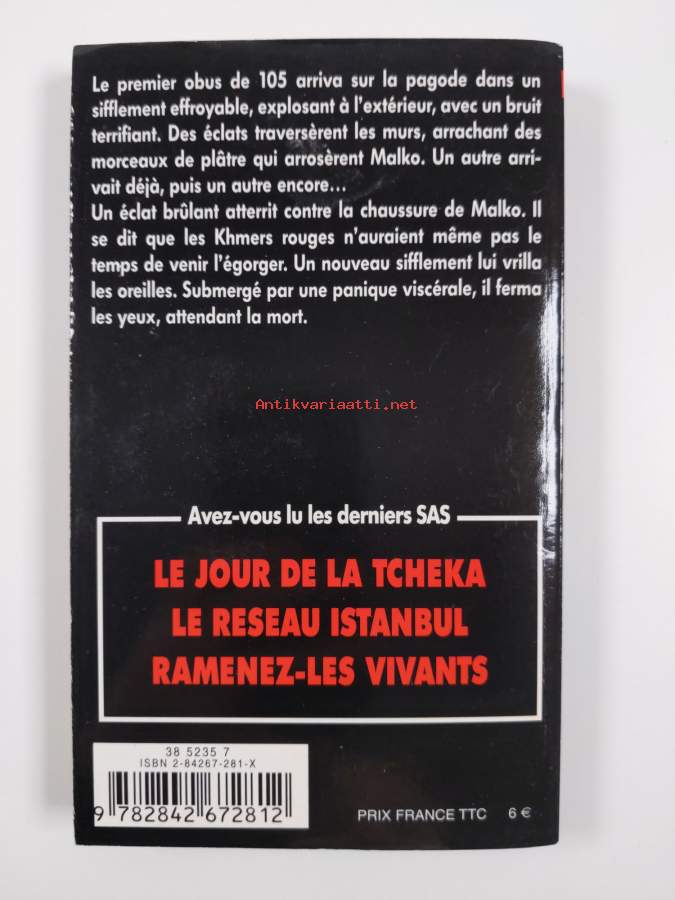 Le premier obus de 105 arriva sur la pagode dans un
sifflement effroyable, explosant à l'extérieur, avec un bruit
terrifiant. Des éclats traversèrent les murs, arrachant des
morceaux de plâtre qui arrosèrent Malko. Un autre arri-
vait déjà, puis un autre encore...
Un éclat brûlant atterrit contre la chaussure de Malko. Il
se dit que les Khmers rouges n'auraient même pas le
temps de venir l'égorger. Un nouveau sifflement lui vrilla
les oreilles. Submergé par une panique viscérale, il ferma
les yeux, attendant la mort.
Antikvariaatti.net
Avez-vous lu les derniers SAS
LE JOUR DE LA TCHEKA
LE RESEAU ISTANBUL
RAMENEZ-LES VIVANTS
38 5235 7
ISBN 2-84267-281-X
9 782842 672812
PRIX FRANCE TTC 6 €